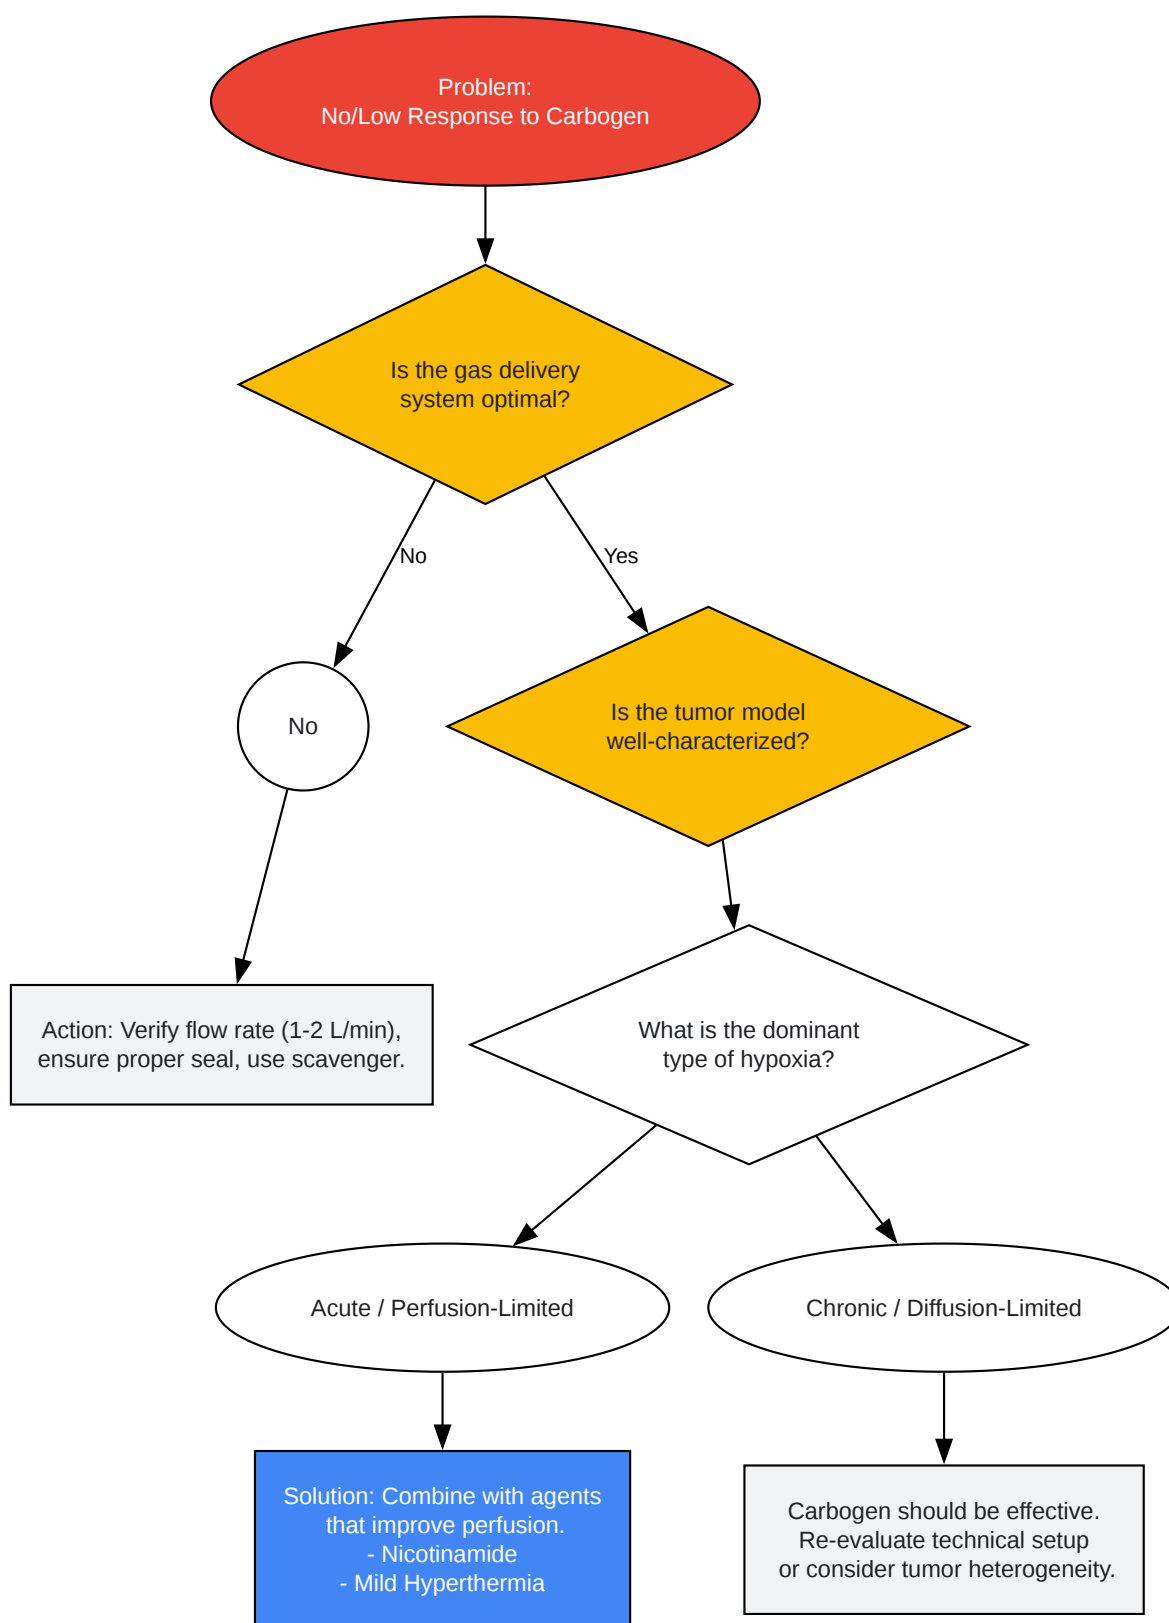 Problem:
No/Low Response to Carbogen
Is the gas delivery
system optimal?
No
Yes
No
Is the tumor model
well-characterized?
Action: Verify flow rate (1-2 L/min),
ensure proper seal, use scavenger.
What is the dominant
type of hypoxia?
Acute / Perfusion-Limited
Chronic / Diffusion-Limited
Solution: Combine with agents
that improve perfusion.
- Nicotinamide
- Mild Hyperthermia
Carbogen should be effective.
Re-evaluate technical setup
or consider tumor heterogeneity.